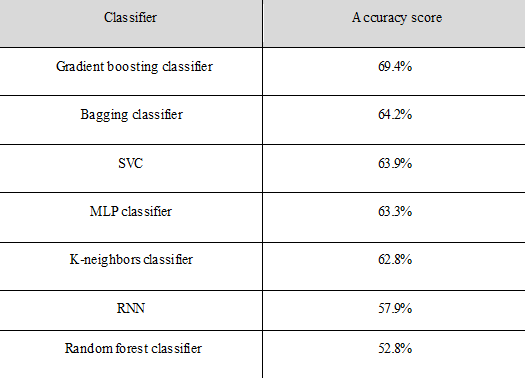 Classifier Accuracy score
Gradient boosting classifier 69.4%
Bagging classifier 64.2%
SVC 63.9%
MLP classifier 63.3%
K-neighbors classifier 62.8%
RNN 57.9%
Random forest classifier 52.8%